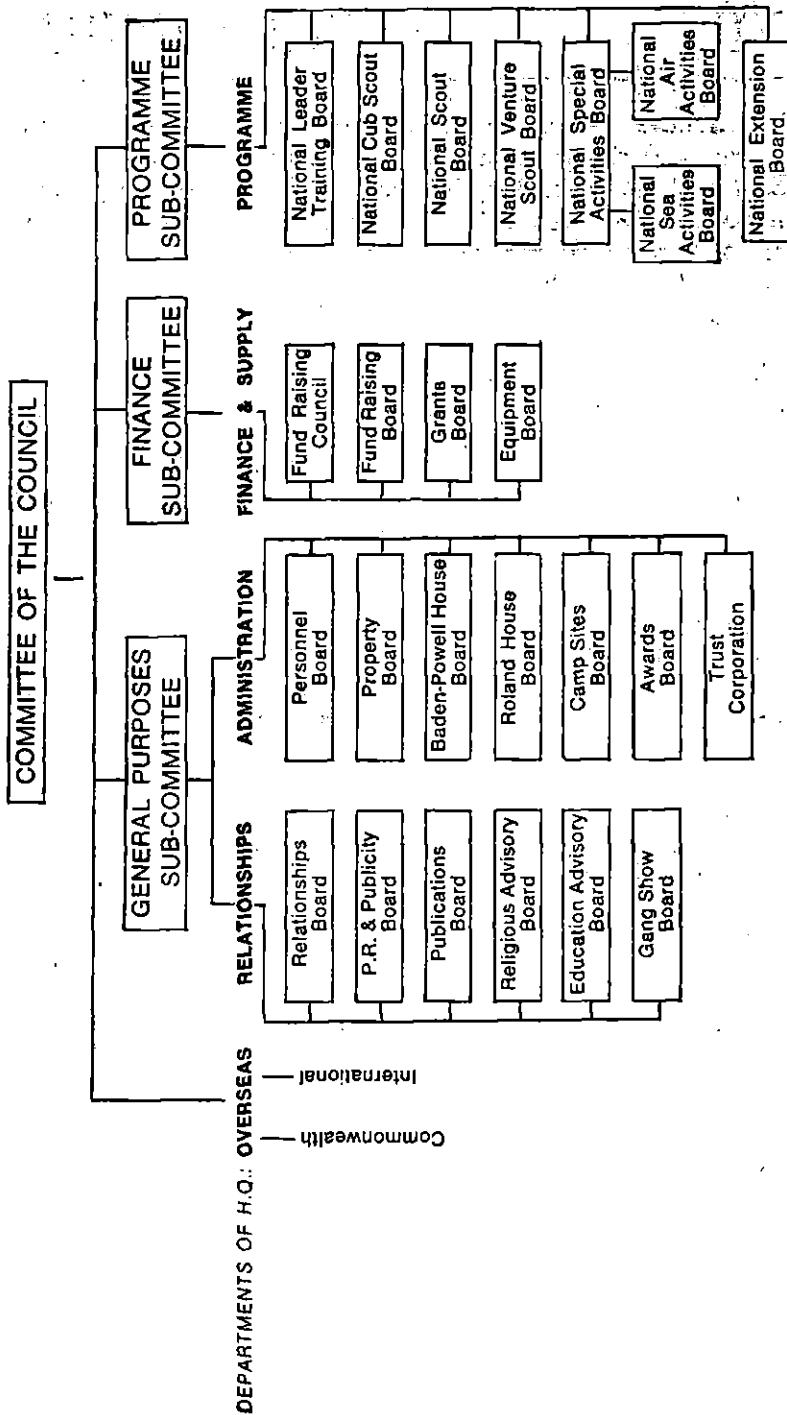 COMMITTEE OF THE COUNCIL
GENERAL PURPOSES
SUB-COMMITTEE
FINANCE
SUB-COMMITTEE
PROGRAMME
SUB-COMMITTEE
DEPARTMENTS OF H.Q.: OVERSEAS
RELATIONSHIPS
ADMINISTRATION
FINANCE & SUPPLY
PROGRAMME
Commonwealth
International
Relationships
Board
P.R. & Publicity
Board
Publications
Board
Religious Advisory
Board
Education Advisory
Board
Gang Show
Board
Personnel
Board
Property
Board
Baden-Powell House
Board
Roland House
Board
Camp Sites
Board
Awards
Board
Trust
Corporation
Fund Raising
Council
Fund Raising
Board
Grants
Board
Equipment
Board
National Leader
Training Board
National Cub Scout
Board
National Scout
Board
National Venture
Scout Board
National Special
Activities Board
National
Sea
Activities
Board
National
Air
Activities
Board
National Extension
Board